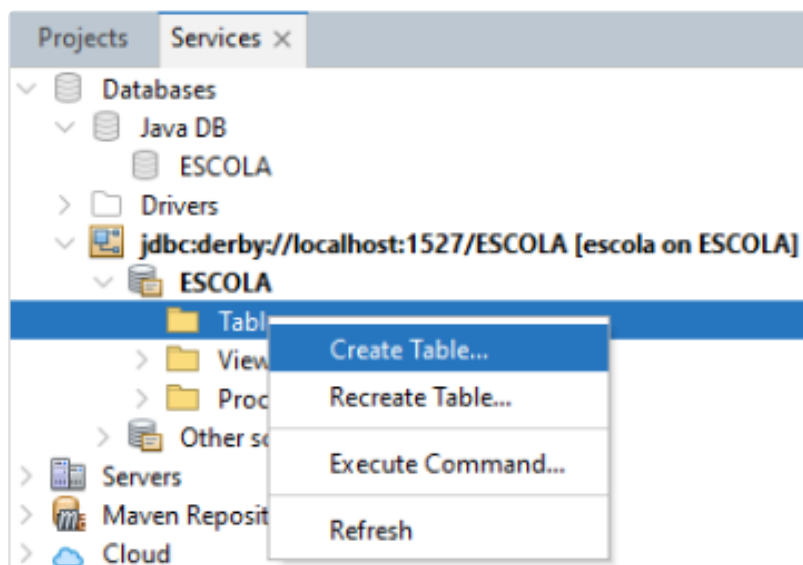 Projects Services ×
Databases
Java DB
ESCOLA
Drivers
jdbc:derby://localhost:1527/ESCOLA [escola on ESCOLA]
ESCOLA
Create Table...
Recreate Table...
Execute Command...
Refresh
Servers
Cloud